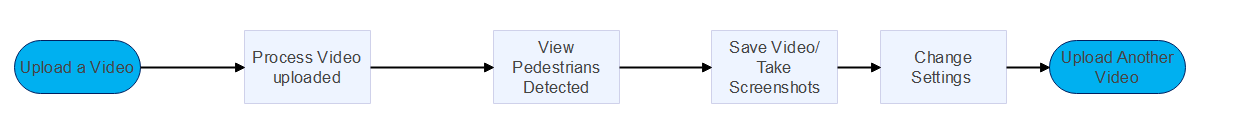 Upload a Video
Process Video
uploaded
View
Pedestrians
Detected
Save Video/
Take
Screenshots
Change
Settings
Upload Another
Video